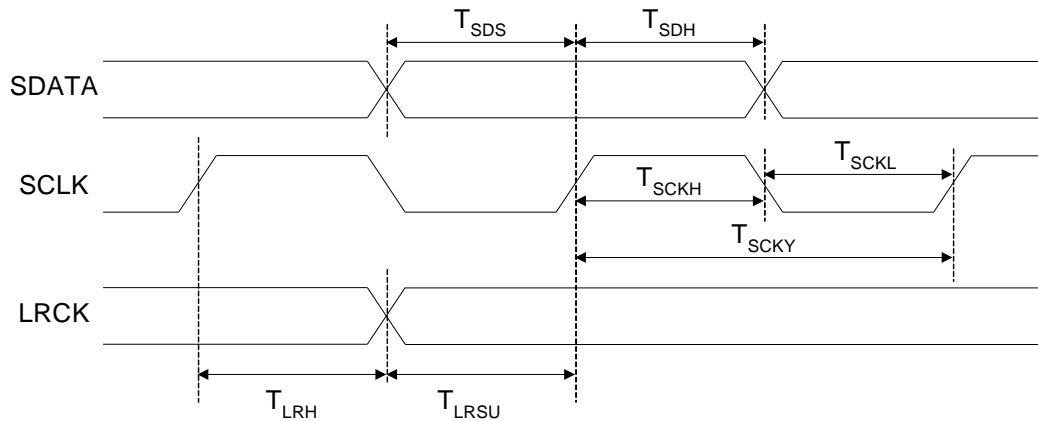 T_SDS T_SDH
SDATA
SCLK
T_SCKL
T_SCKH
T_SCKY
LRCK
T_LRH T_LRSU